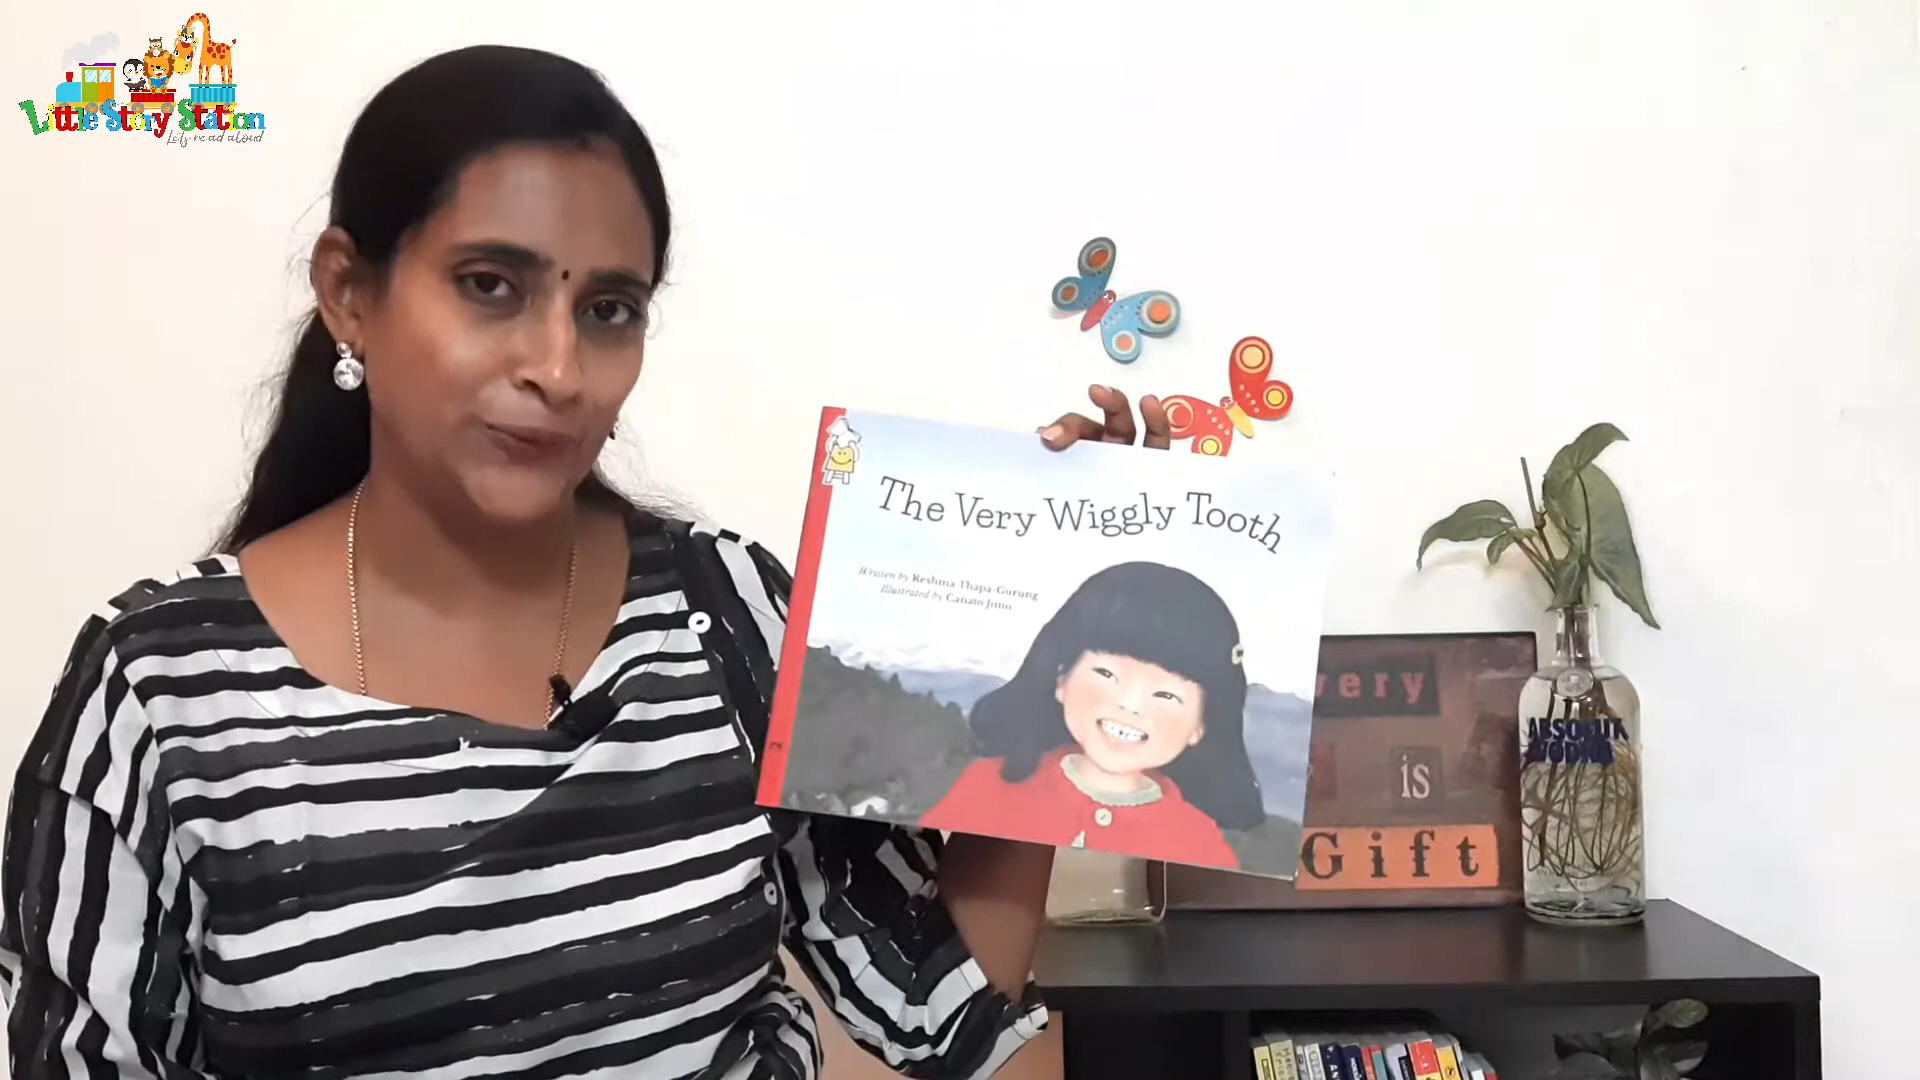 Little Story Station
Let's read aloud
The Very Wiggly Tooth
Written by Reshma Thapa-Gurung
Illustrated by Canato Jimo
2
very
is
Gift
ABSOLUT
VODKA